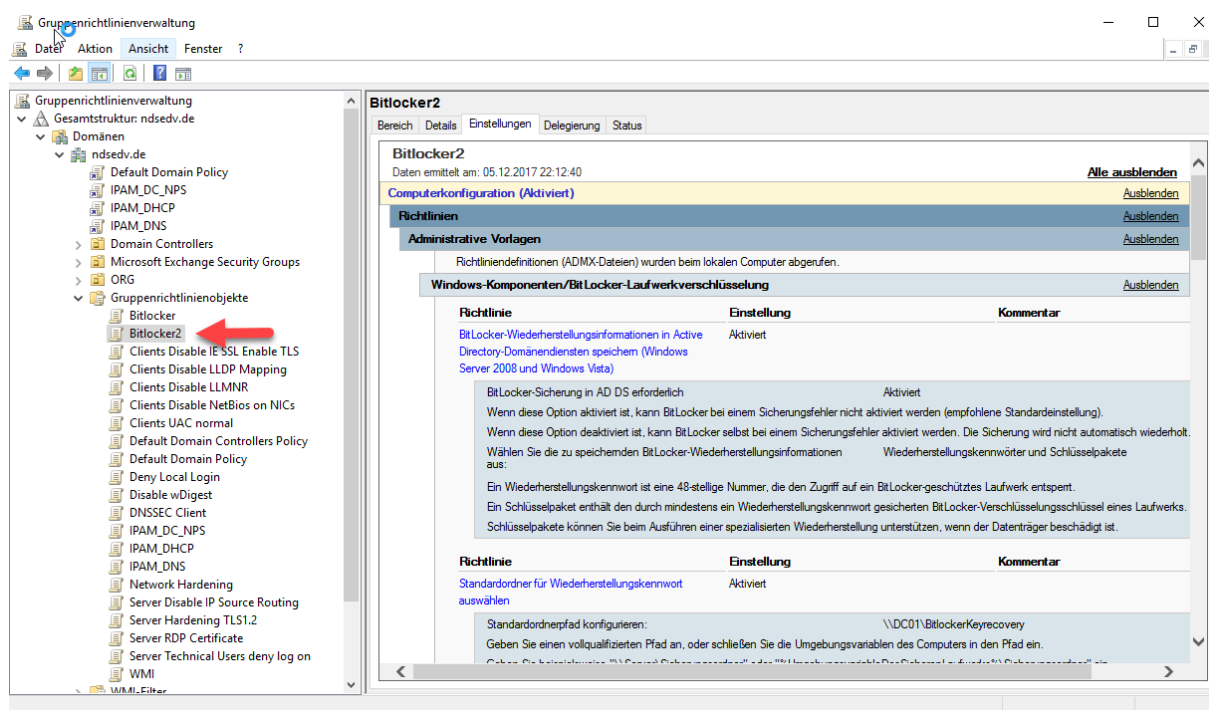 Gruppenrichtlinienverwaltung
Datei Aktion Ansicht Fenster ?
Gruppenrichtlinienverwaltung
Gesamtstruktur: ndsedv.de
Domänen
ndsedv.de
Default Domain Policy
IPAM_DC_NPS
IPAM_DHCP
IPAM_DNS
Domain Controllers
Microsoft Exchange Security Groups
ORG
Gruppenrichtlinienobjekte
Bitlocker
Bitlocker2
Clients Disable IE SSL Enable TLS
Clients Disable LLDP Mapping
Clients Disable LLMNR
Clients Disable NetBios on NICs
Clients UAC normal
Default Domain Controllers Policy
Default Domain Policy
Deny Local Login
Disable wDigest
DNSSEC Client
IPAM_DC_NPS
IPAM_DHCP
IPAM_DNS
Network Hardening
Server Disable IP Source Routing
Server Hardening TLS1.2
Server RDP Certificate
Server Technical Users deny log on
WMI
WMI-Filter
Bitlocker2
Bereich Details Einstellungen Delegierung Status
Bitlocker2
Daten ermittelt am: 05.12.2017 22:12:40 Alle ausblenden
Computerkonfiguration (Aktiviert) Ausblenden
Richtlinien Ausblenden
Administrative Vorlagen Ausblenden
Richtliniendefinitionen (ADMX-Dateien) wurden beim lokalen Computer abgerufen.
Windows-Komponenten/BitLocker-Laufwerkverschlüsselung Ausblenden
Richtlinie Einstellung Kommentar
BitLocker-Wiederherstellungsinformationen in Active Aktiviert
Directory-Domänendiensten speichern (Windows
Server 2008 und Windows Vista)
BitLocker-Sicherung in AD DS erforderlich Aktiviert
Wenn diese Option aktiviert ist, kann BitLocker bei einem Sicherungsfehler nicht aktiviert werden (empfohlene Standardeinstellung).
Wenn diese Option deaktiviert ist, kann BitLocker selbst bei einem Sicherungsfehler aktiviert werden. Die Sicherung wird nicht automatisch wiederholt.
Wählen Sie die zu speichernden BitLocker-Wiederherstellungsinformationen Wiederherstellungskennwörter und Schlüsselpakete
aus:
Ein Wiederherstellungskennwort ist eine 48-stellige Nummer, die den Zugriff auf ein BitLocker-geschütztes Laufwerk entsperrt.
Ein Schlüsselpaket enthält den durch mindestens ein Wiederherstellungskennwort gesicherten BitLocker-Verschlüsselungsschlüssel eines Laufwerks.
Schlüsselpakete können Sie beim Ausführen einer spezialisierten Wiederherstellung unterstützen, wenn der Datenträger beschädigt ist.
Richtlinie Einstellung Kommentar
Standardordner für Wiederherstellungskennwort Aktiviert
auswählen
Standardordnerpfad konfigurieren: \\DC01\BitlockerKeyrecovery
Geben Sie einen vollqualifizierten Pfad an, oder schließen Sie die Umgebungsvariablen des Computers in den Pfad ein.